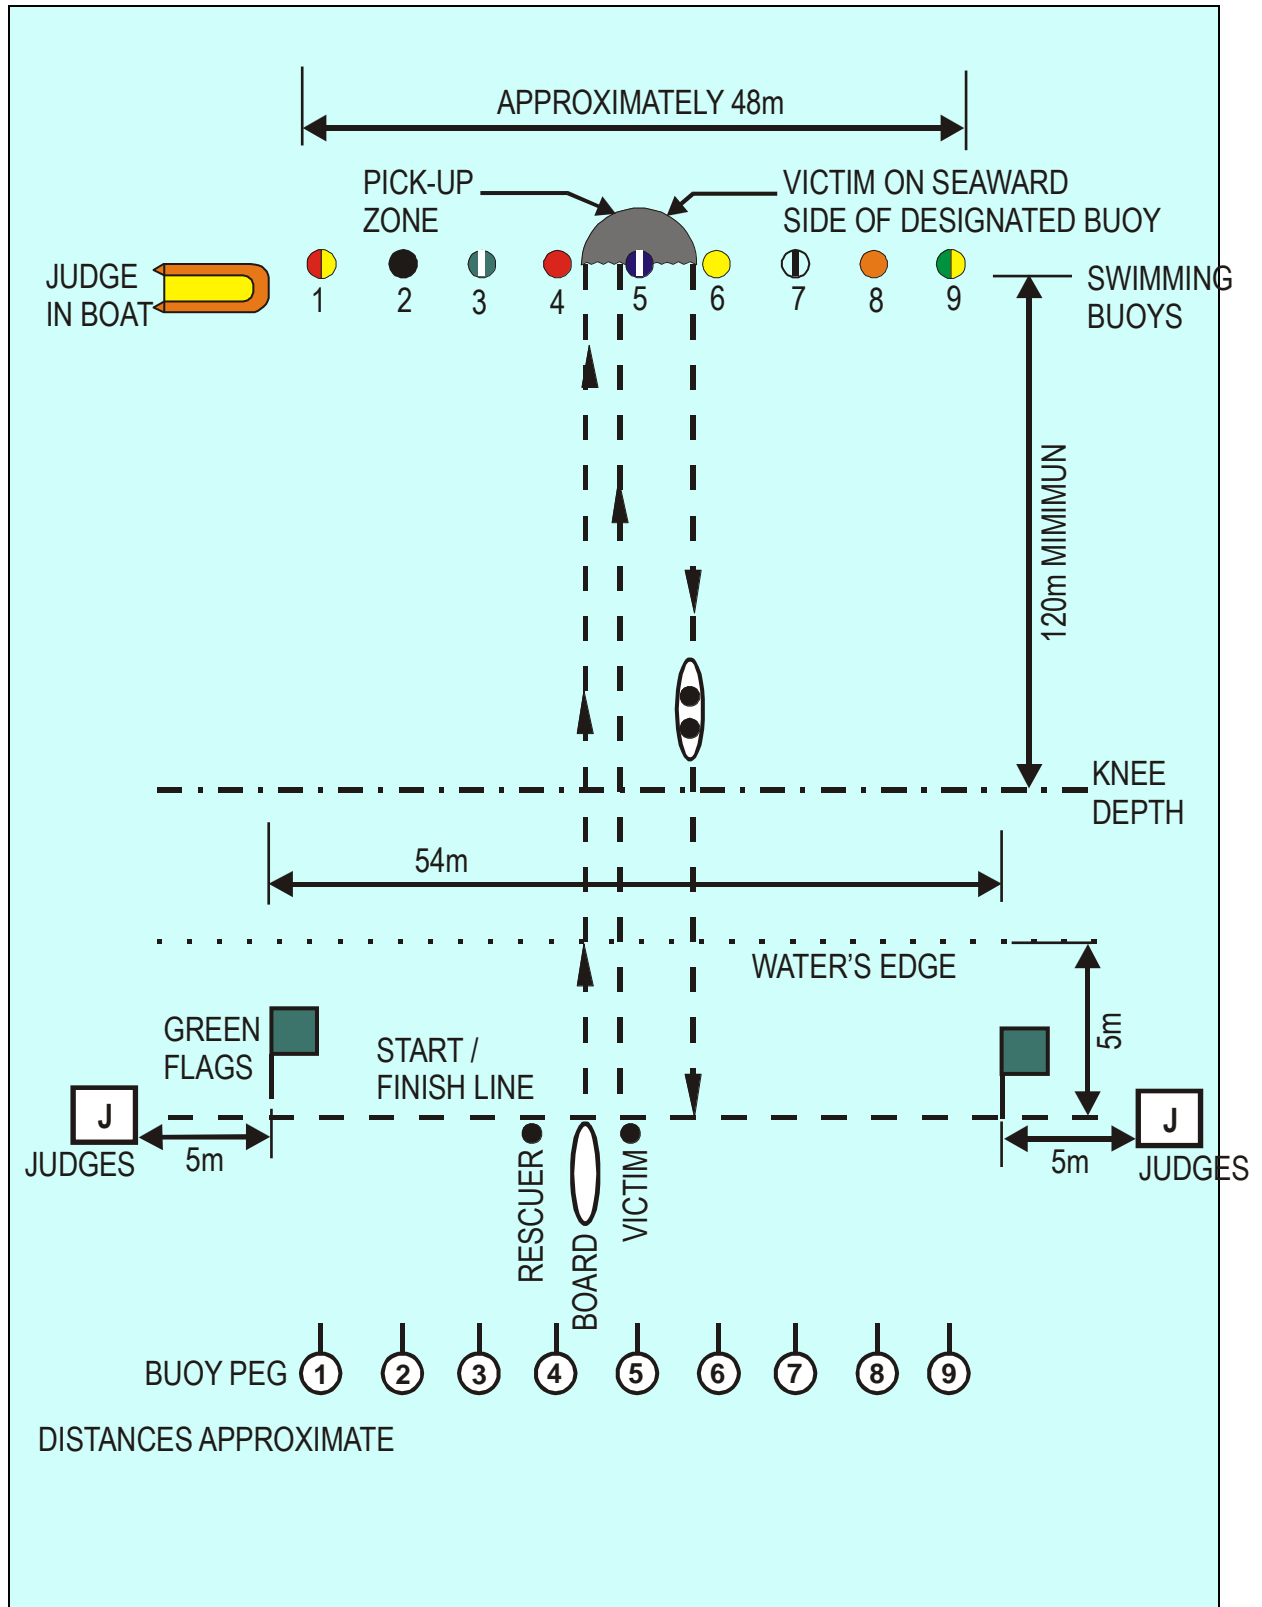 APPROXIMATELY 48m
PICK-UP
ZONE
VICTIM ON SEAWARD
SIDE OF DESIGNATED BUOY
JUDGE
IN BOAT
1
2
3
4
5
6
7
8
9
SWIMMING
BUOYS
120m MIMIMUN
KNEE
DEPTH
54m
WATER'S EDGE
5m
GREEN
FLAGS
START /
FINISH LINE
J
JUDGES
5m
RESCUER
BOARD
VICTIM
5m
J
JUDGES
BUOY PEG
1
2
3
4
5
6
7
8
9
DISTANCES APPROXIMATE